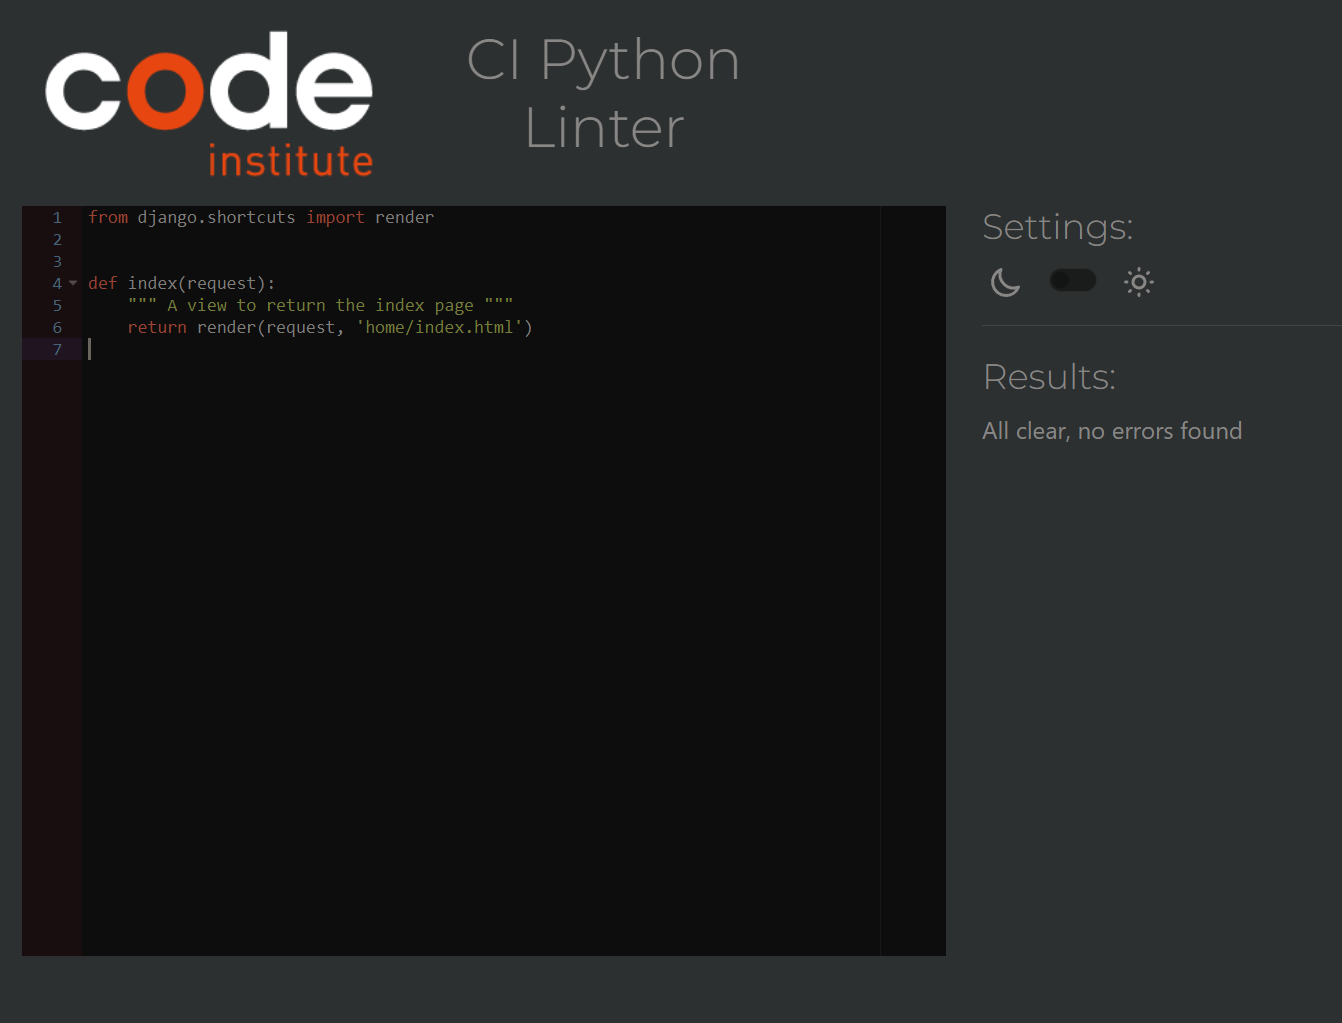 code
institute
CI Python
Linter
1 from django.shortcuts import render
2
3
4 def index(request):
5     """ A view to return the index page """
6     return render(request, 'home/index.html')
7
Settings:
Results:
All clear, no errors found